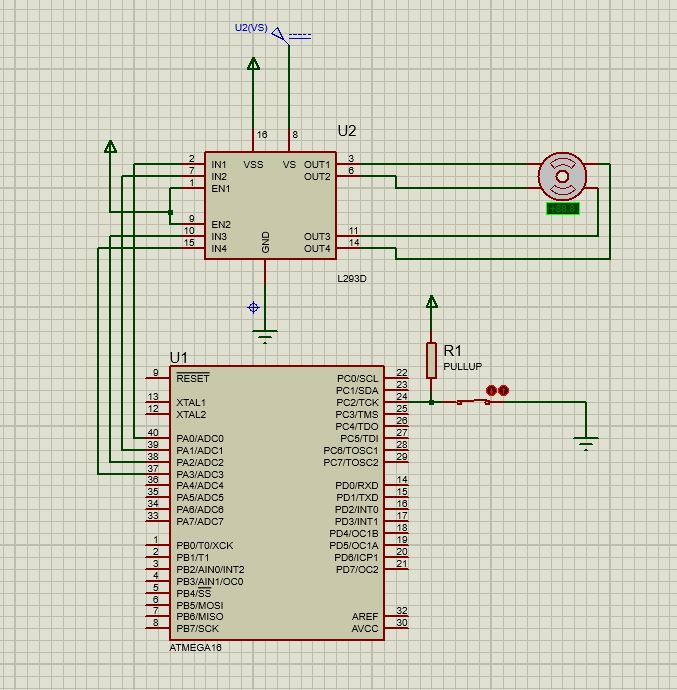 U2(VS)
U2
16
8
2 IN1 VSS VS OUT1 3
7 IN2 OUT2 6
1 EN1
9 EN2
10 IN3 OUT3 11
15 IN4 GND OUT4 14
L293D
R1
PULLUP
U1
9 RESET PC0/SCL 22
PC1/SDA 23
13 XTAL1 PC2/TCK 24
12 XTAL2 PC3/TMS 25
PC4/TDO 26
40 PA0/ADC0 PC5/TDI 27
39 PA1/ADC1 PC6/TOSC1 28
38 PA2/ADC2 PC7/TOSC2 29
37 PA3/ADC3
36 PA4/ADC4 PD0/RXD 14
35 PA5/ADC5 PD1/TXD 15
34 PA6/ADC6 PD2/INT0 16
33 PA7/ADC7 PD3/INT1 17
PD4/OC1B 18
1 PB0/T0/XCK PD5/OC1A 19
2 PB1/T1 PD6/ICP1 20
3 PB2/AIN0/INT2 PD7/OC2 21
4 PB3/AIN1/OC0
5 PB4/SS
6 PB5/MOSI
7 PB6/MISO AREF 32
8 PB7/SCK AVCC 30
ATMEGA16